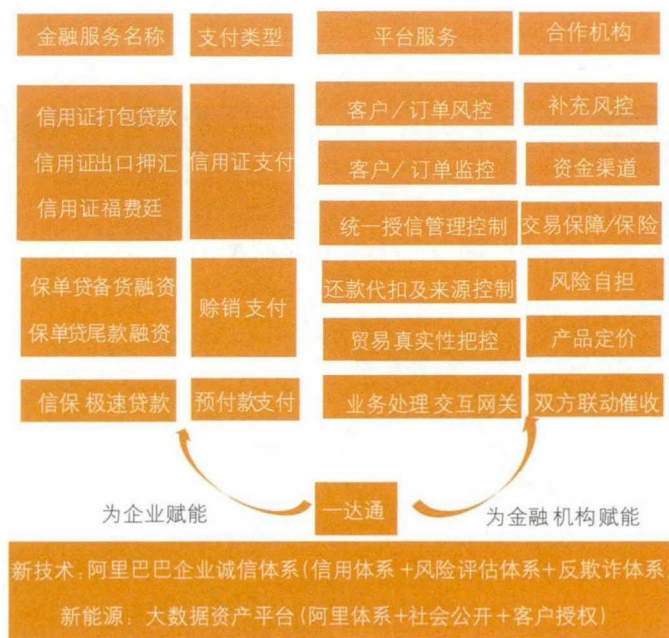 金融服务名称 支付类型 平台服务 合作机构
信用证打包贷款
信用证出口押汇
信用证福费廷
信用证支付
客户/订单风控 补充风控
客户/订单监控 资金渠道
统一授信管理控制 交易保障/保险
保单贷备货融资
保单贷尾款融资
赊销支付
还款代扣及来源控制 风险自担
贸易真实性把控 产品定价
信保极速贷款 预付款支付 业务处理交互网关 双方联动催收
为企业赋能 一达通 为金融机构赋能
新技术:阿里巴巴企业诚信体系(信用体系+风险评估体系+反欺诈体系
新能源:大数据资产平台(阿里体系+社会公开+客户授权)